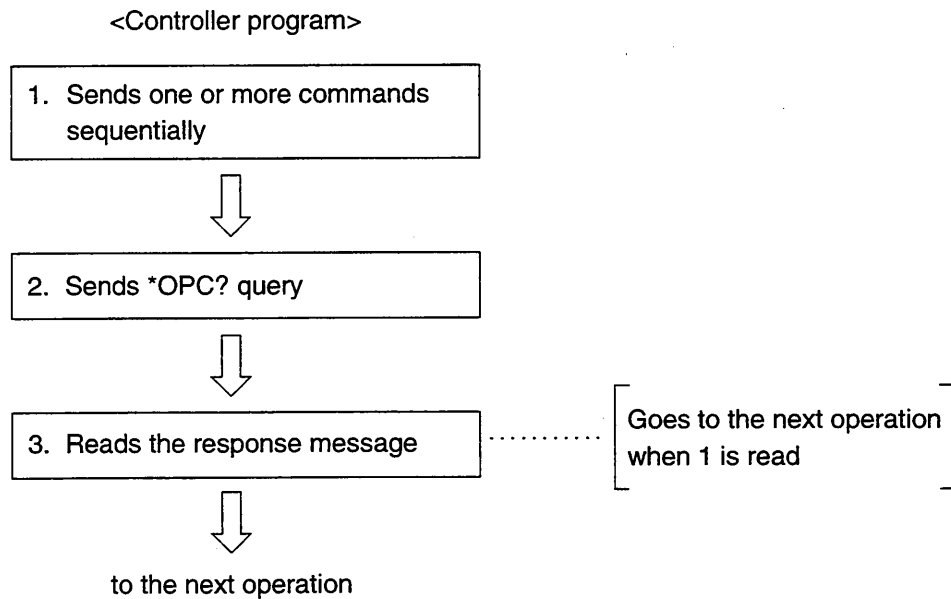 <Controller program>
1. Sends one or more commands
sequentially
2. Sends *OPC? query
3. Reads the response message
Goes to the next operation
when 1 is read
to the next operation